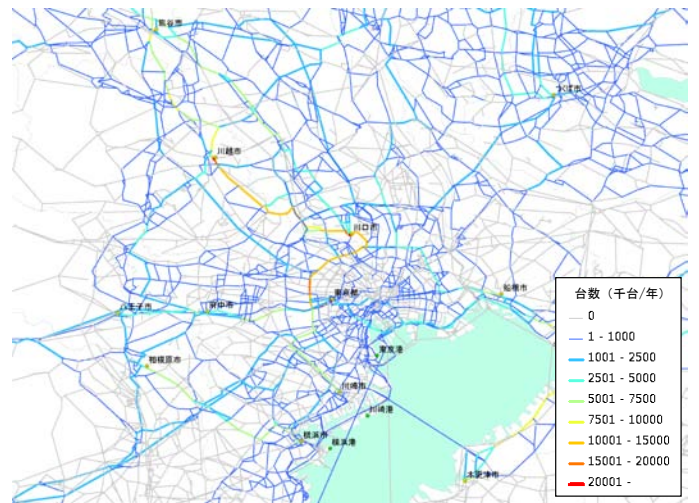 熊谷市
つくば市
川越市
川口市
東京都
船橋市
八王子市
府中市
相模原市
東京港
川崎市
川崎港
横浜市
横浜港
木更津市
台数（千台/年）
0
1 - 1000
1001 - 2500
2501 - 5000
5001 - 7500
7501 - 10000
10001 - 15000
15001 - 20000
20001 -